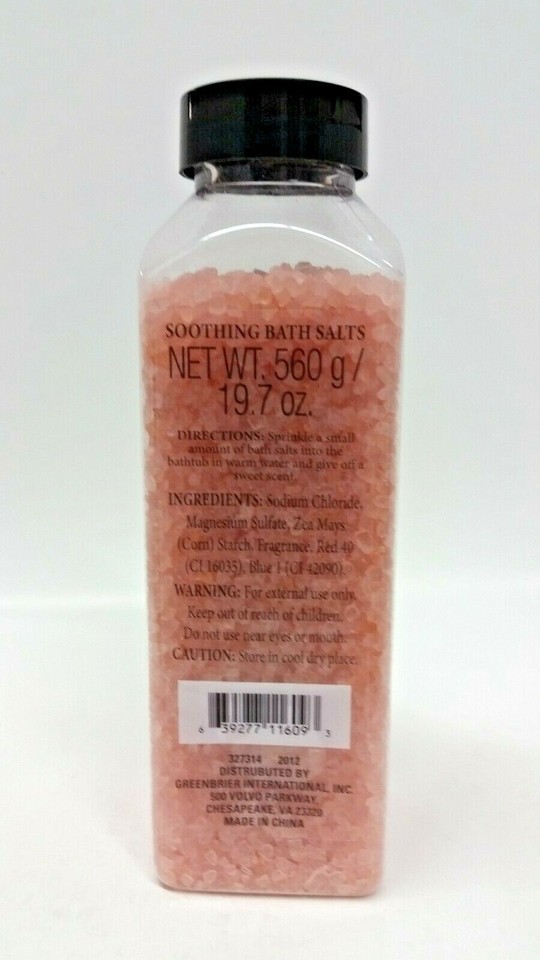 SOOTHING BATH SALTS
NET WT. 560 g /
19.7 oz.
DIRECTIONS: Sprinkle a small
amount of bath salts into the
bathtub in warm water and give off a
sweet scent.
INGREDIENTS: Sodium Chloride,
Magnesium Sulfate, Zea Mays
(Corn) Starch, Fragrance, Red 40
(CI 16035), Blue 1 (CI 42090).
WARNING: For external use only.
Keep out of reach of children.
Do not use near eyes or mouth.
CAUTION: Store in cool dry place.
6 39277 11609 3
327314 2012
DISTRUBUTED BY
GREENBRIER INTERNATIONAL, INC.
500 VOLVO PARKWAY,
CHESAPEAKE, VA 23320
MADE IN CHINA